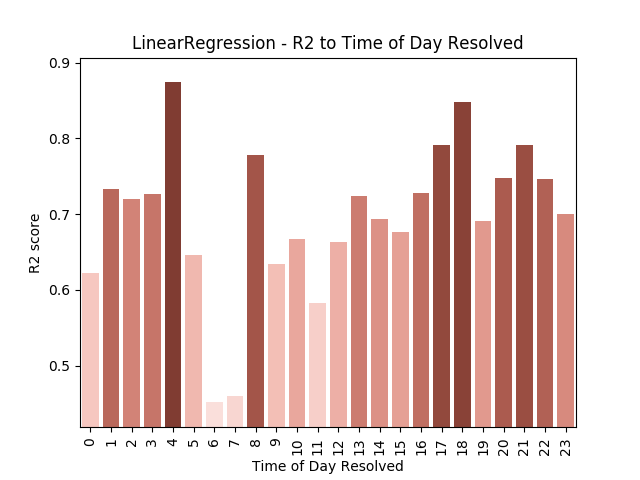 LinearRegression - R2 to Time of Day Resolved
0.9
0.8
0.7
0.6
0.5
R2 score
0 1 2 3 4 5 6 7 8 9 10 11 12 13 14 15 16 17 18 19 20 21 22 23
Time of Day Resolved